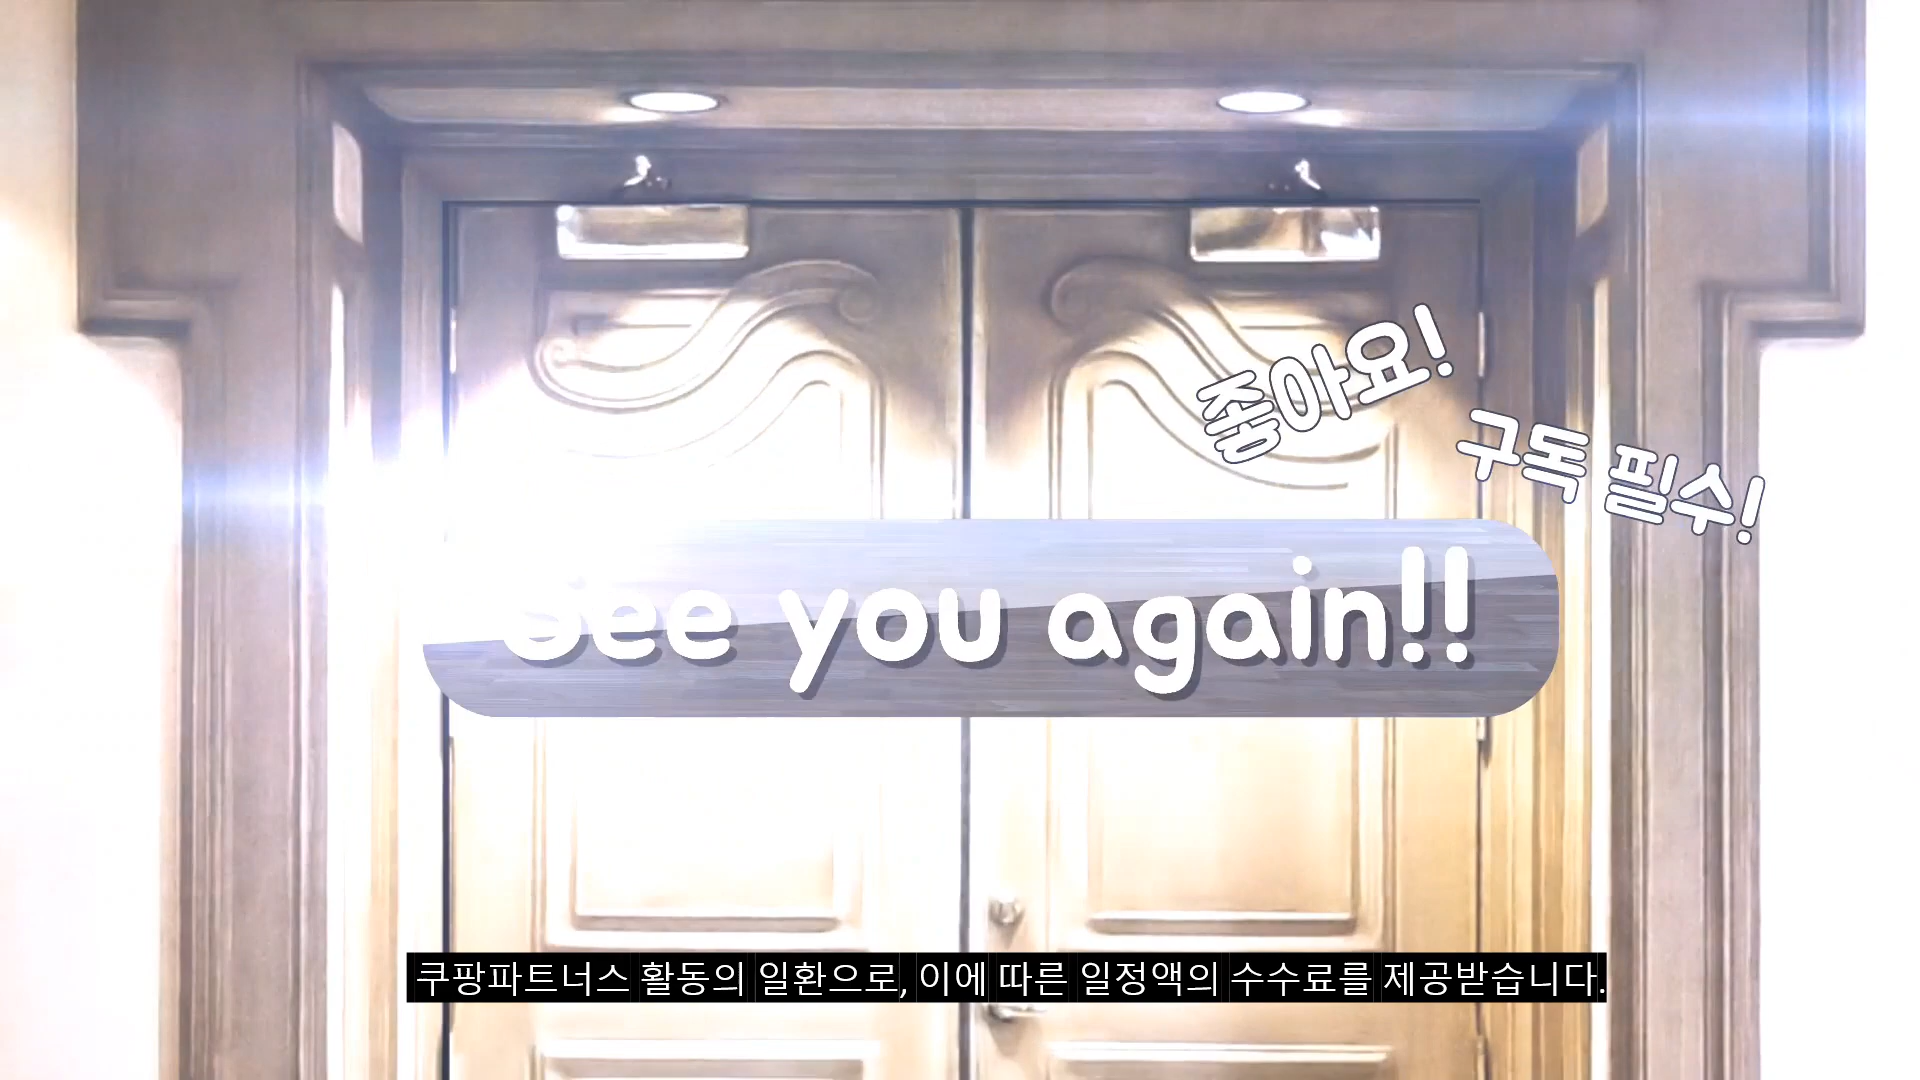 좋아요!
구독 필수!
See you again!!
쿠팡파트너스 활동의 일환으로, 이에 따른 일정액의 수수료를 제공받습니다.